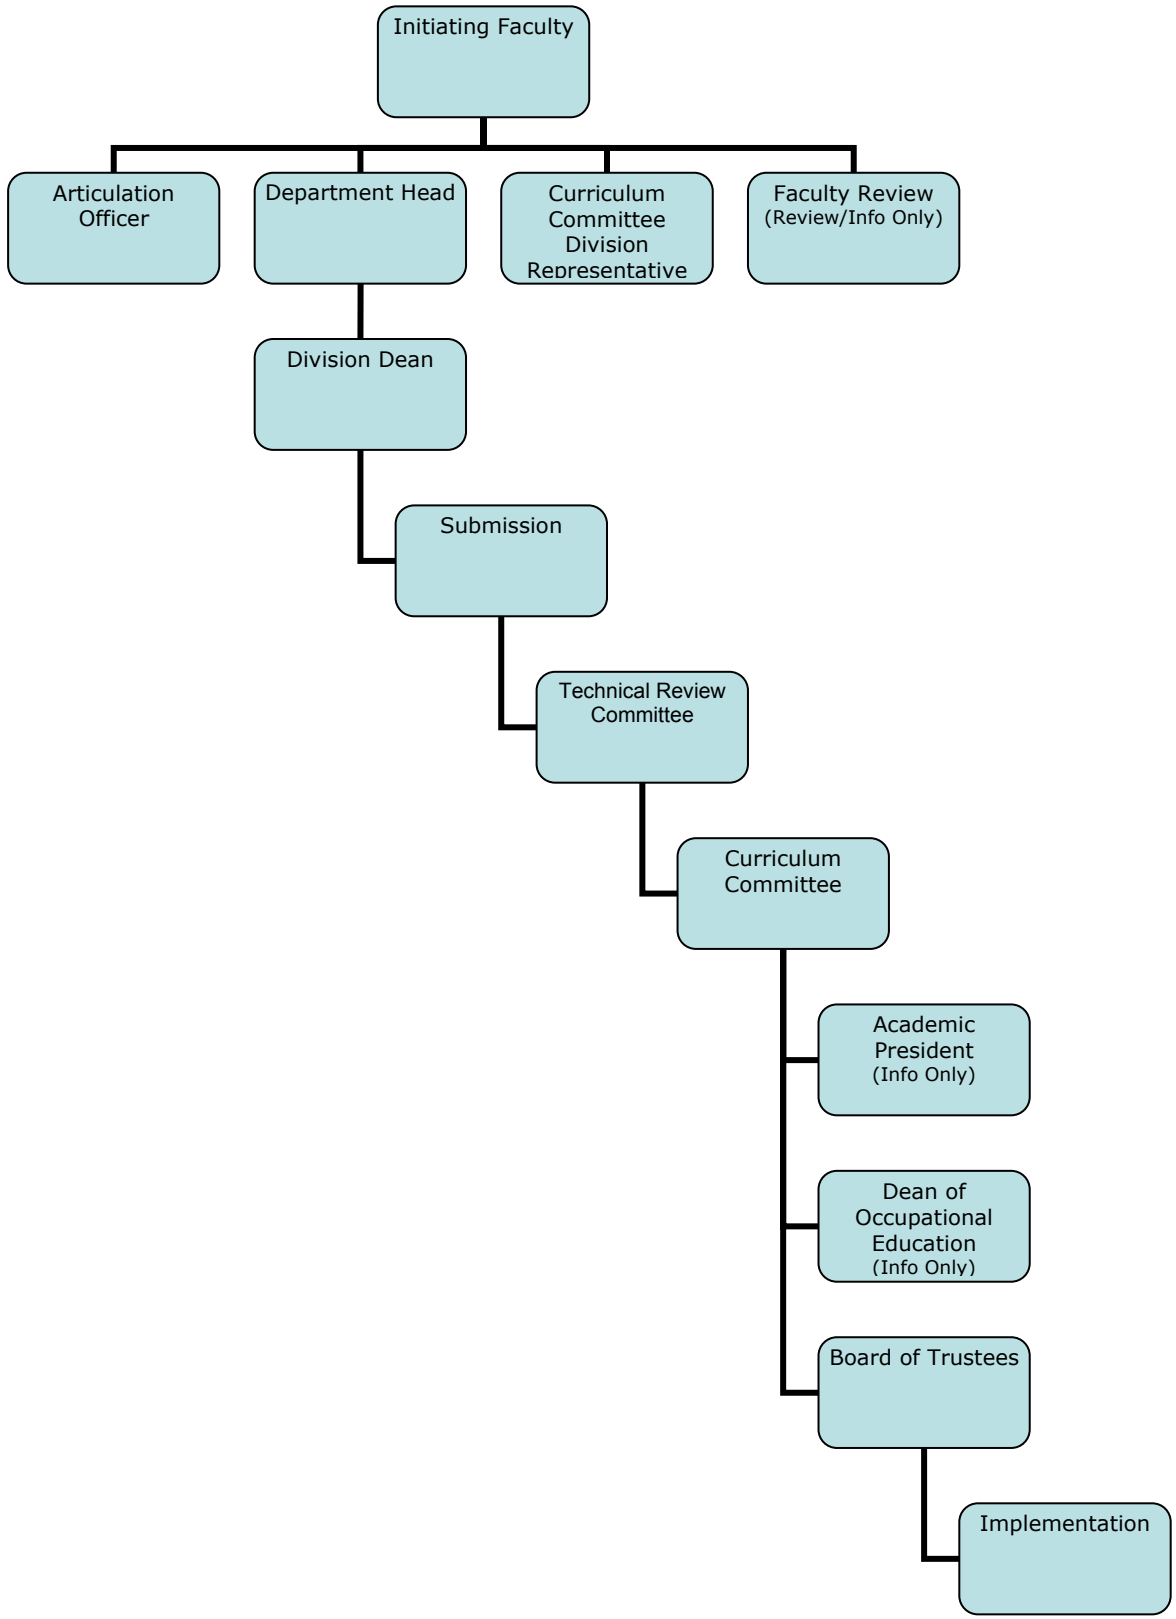 Initiating Faculty
Articulation
Officer
Department Head
Curriculum
Committee
Division
Representative
Faculty Review
(Review/Info Only)
Division Dean
Submission
Technical Review
Committee
Curriculum
Committee
Academic
President
(Info Only)
Dean of
Occupational
Education
(Info Only)
Board of Trustees
Implementation